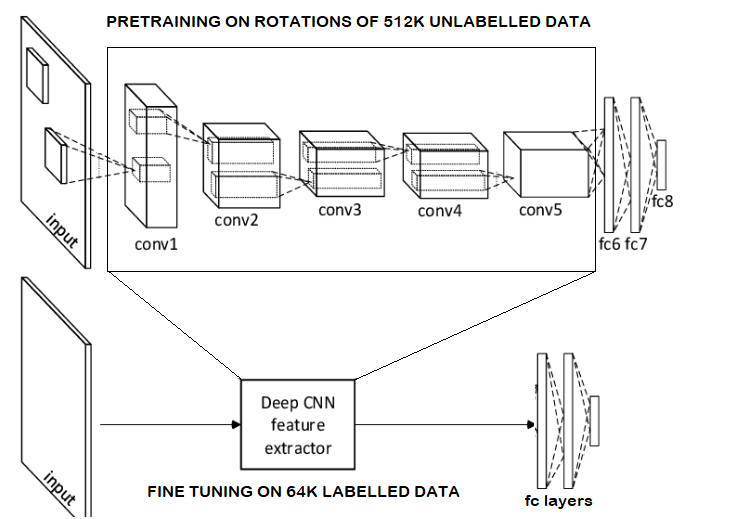 PRETRAINING ON ROTATIONS OF 512K UNLABELLED DATA
input
conv1
conv2
conv3
conv4
conv5
fc6 fc7
fc8
Deep CNN
feature
extractor
input
FINE TUNING ON 64K LABELLED DATA
fc layers